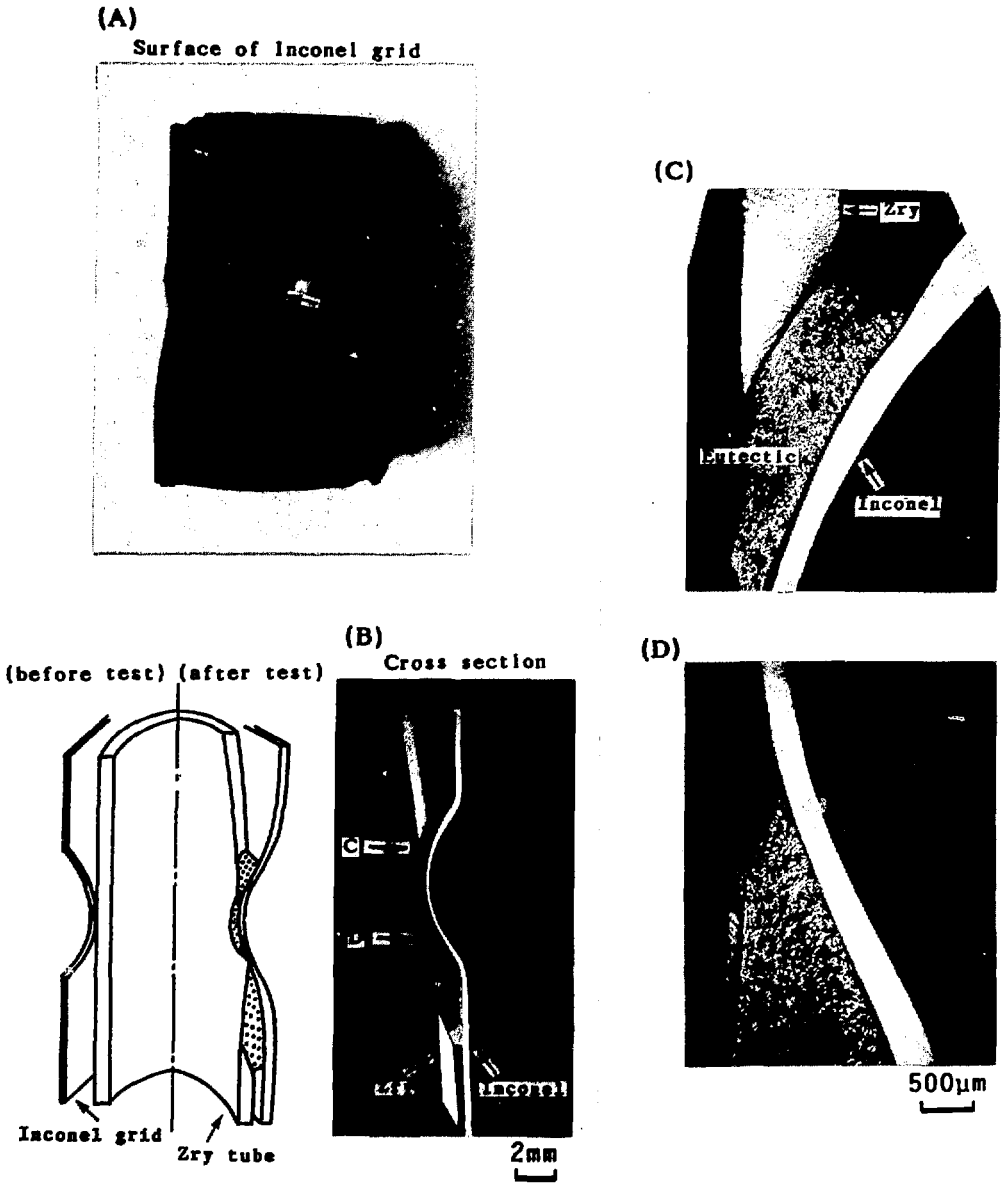 (A)
Surface of Inconel grid
(C)
Zry
Eutectic
Inconel
(B)
Cross section
(before test) (after test)
C
Inconel
Inconel grid
Zry tube
2mm
(D)
500μm